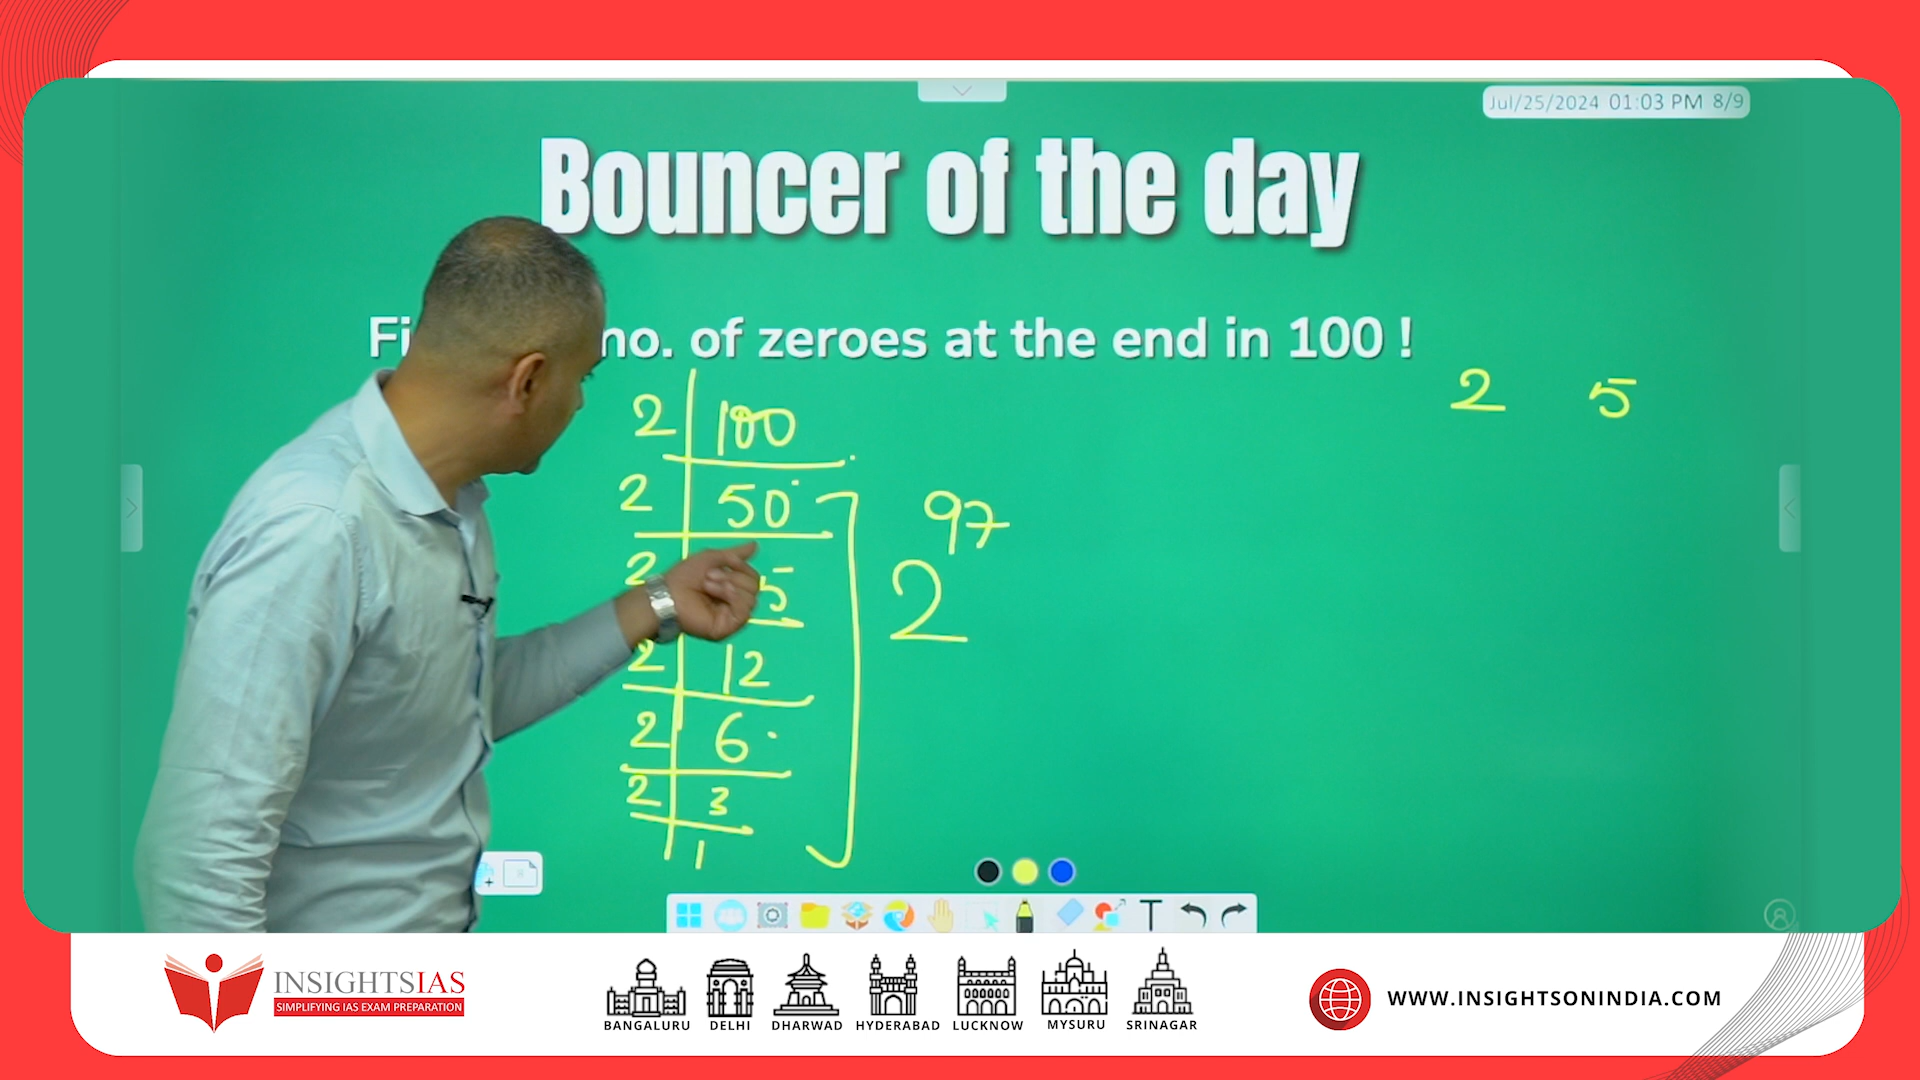 Jul/25/2024 01:03 PM 8/9
Bouncer of the day
no. of zeroes at the end in 100 !
2 5
2 100
2 50
97
2
2 5
2 12
2 6
2 3
1
T
INSIGHTSIAS
SIMPLIFYING IAS EXAM PREPARATION
BANGALURU DELHI DHARWAD HYDERABAD LUCKNOW MYSURU SRINAGAR
WWW.INSIGHTSONINDIA.COM